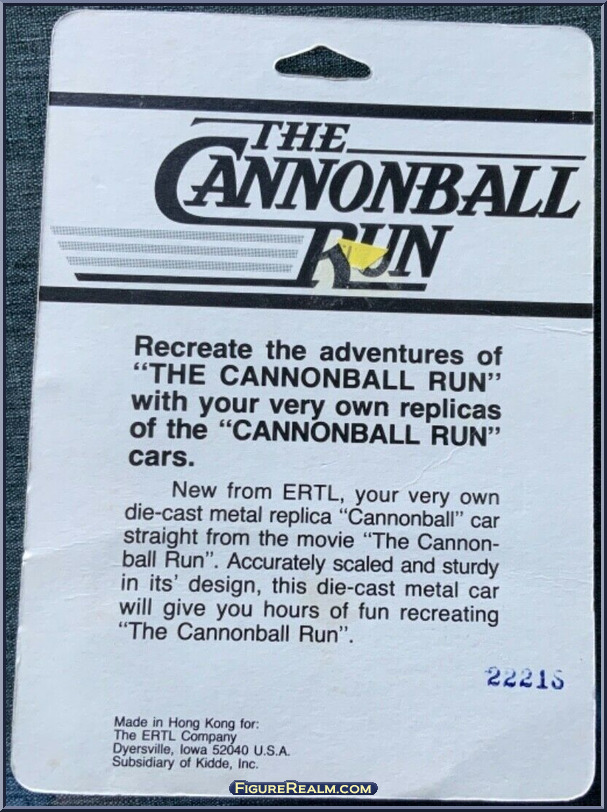 THE
CANNONBALL
RUN
Recreate the adventures of
“THE CANNONBALL RUN”
with your very own replicas
of the “CANNONBALL RUN”
cars.
New from ERTL, your very own
die-cast metal replica “Cannonball” car
straight from the movie “The Cannon-
ball Run”. Accurately scaled and sturdy
in its’ design, this die-cast metal car
will give you hours of fun recreating
“The Cannonball Run”.
2221S
Made in Hong Kong for:
The ERTL Company
Dyersville, Iowa 52040 U.S.A.
Subsidiary of Kidde, Inc.
FIGUREREALM.COM